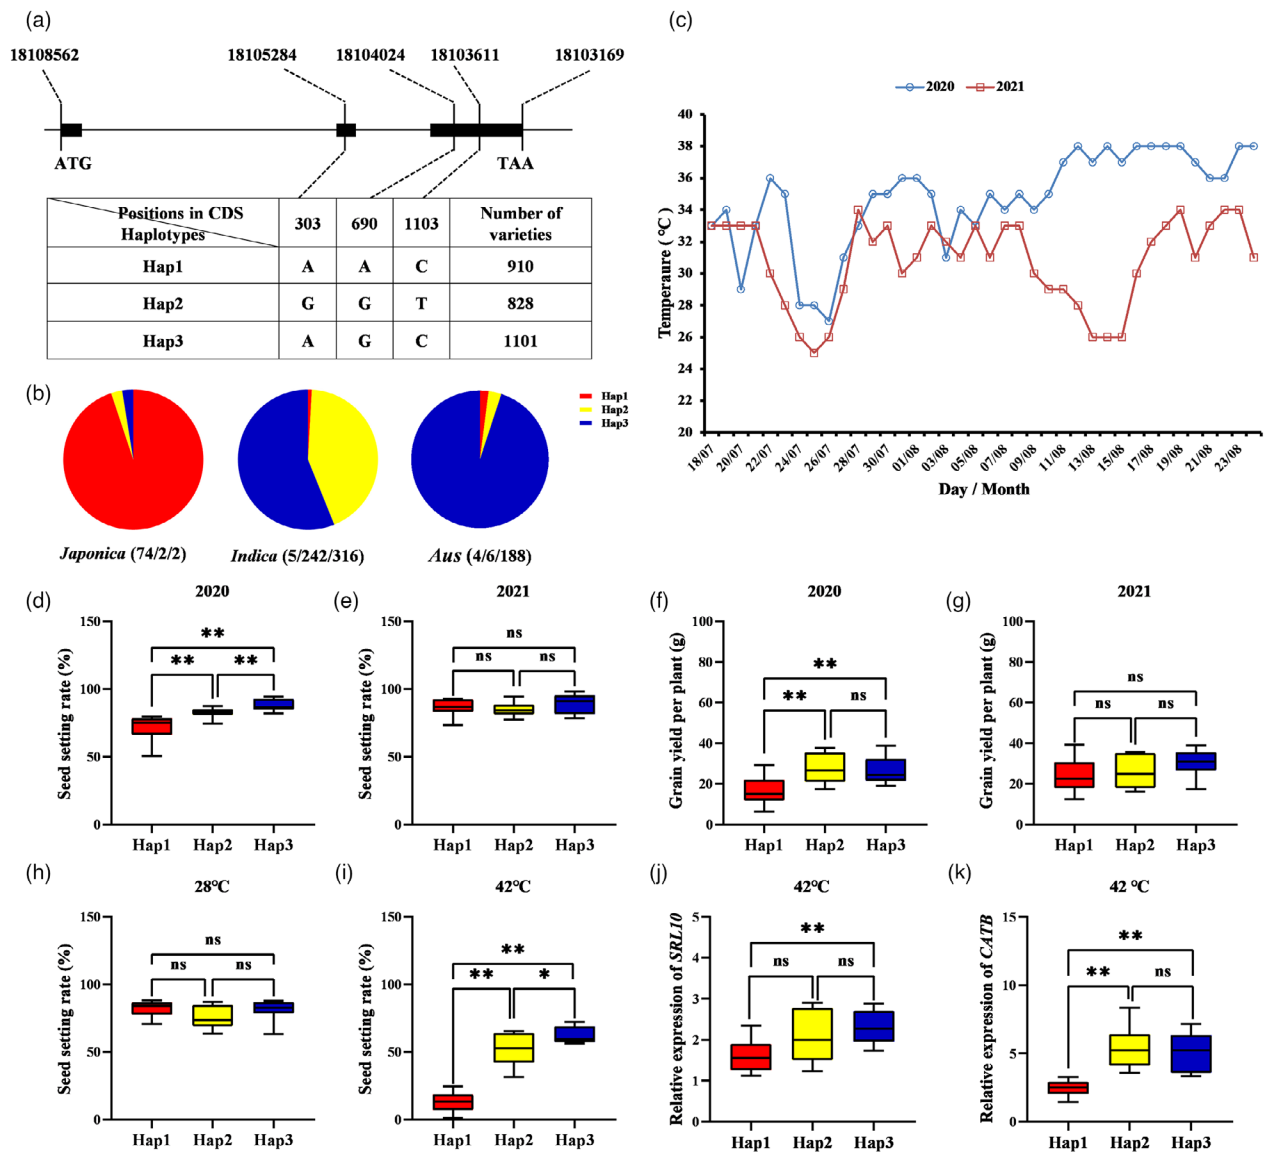 (a)
18108562 18105284 18104024 18103611 18103169
ATG TAA
Positions in CDS
Haplotypes
303 690 1103 Number of varieties
Hap1 A A C 910
Hap2 G G T 828
Hap3 A G C 1101
(b)
Hap1
Hap2
Hap3
Japonica (74/2/2) Indica (5/242/316) Aus (4/6/188)
(c)
2020 2021
Temperaure (℃)
40
38
36
34
32
30
28
26
24
22
20
18/07 20/07 22/07 24/07 26/07 28/07 30/07 01/08 03/08 05/08 07/08 09/08 11/08 13/08 15/08 17/08 19/08 21/08 23/08
Day / Month
(d)
2020
Seed setting rate (%)
150
100
50
0
** ** **
Hap1 Hap2 Hap3
(e)
2021
Seed setting rate (%)
150
100
50
0
ns ns ns
Hap1 Hap2 Hap3
(f)
2020
Grain yield per plant (g)
100
80
60
40
20
0
** ** ns
Hap1 Hap2 Hap3
(g)
2021
Grain yield per plant (g)
100
80
60
40
20
0
ns ns ns
Hap1 Hap2 Hap3
(h)
28℃
Seed setting rate (%)
150
100
50
0
ns ns ns
Hap1 Hap2 Hap3
(i)
42℃
Seed setting rate (%)
150
100
50
0
** ** *
Hap1 Hap2 Hap3
(j)
42℃
Relative expression of SRL10
5
4
3
2
1
0
** ns ns
Hap1 Hap2 Hap3
(k)
42 ℃
Relative expression of CATB
15
10
5
0
** ** ns
Hap1 Hap2 Hap3